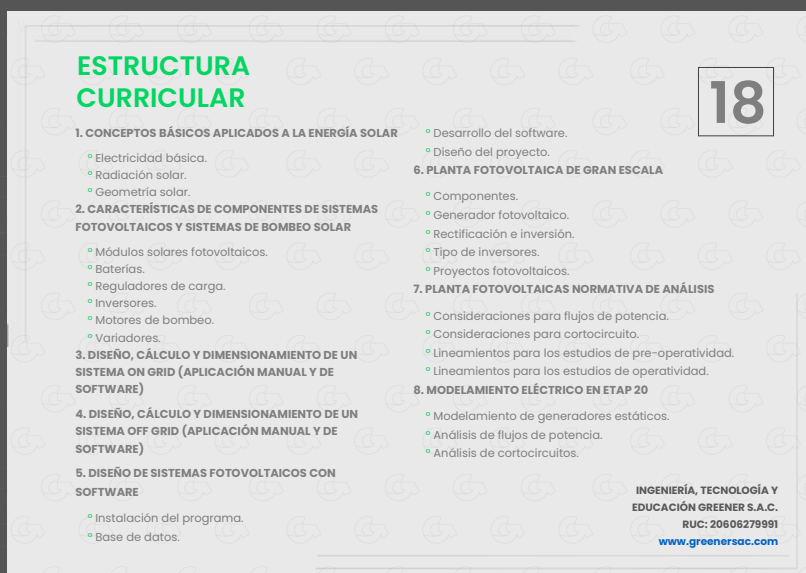 ESTRUCTURA
CURRICULAR
18
1. CONCEPTOS BÁSICOS APLICADOS A LA ENERGÍA SOLAR
° Electricidad básica.
° Radiación solar.
° Geometría solar.
2. CARACTERÍSTICAS DE COMPONENTES DE SISTEMAS
FOTOVOLTAICOS Y SISTEMAS DE BOMBEO SOLAR
° Módulos solares fotovoltaicos.
° Baterías.
° Reguladores de carga.
° Inversores.
° Motores de bombeo.
° Variadores.
3. DISEÑO, CÁLCULO Y DIMENSIONAMIENTO DE UN
SISTEMA ON GRID (APLICACIÓN MANUAL Y DE
SOFTWARE)
4. DISEÑO, CÁLCULO Y DIMENSIONAMIENTO DE UN
SISTEMA OFF GRID (APLICACIÓN MANUAL Y DE
SOFTWARE)
5. DISEÑO DE SISTEMAS FOTOVOLTAICOS CON
SOFTWARE
° Instalación del programa.
° Base de datos.
° Desarrollo del software.
° Diseño del proyecto.
6. PLANTA FOTOVOLTAICA DE GRAN ESCALA
° Componentes.
° Generador fotovoltaico.
° Rectificación e inversión.
° Tipo de inversores.
° Proyectos fotovoltaicos.
7. PLANTA FOTOVOLTAICAS NORMATIVA DE ANÁLISIS
° Consideraciones para flujos de potencia.
° Consideraciones para cortocircuito.
° Lineamientos para los estudios de pre-operatividad.
° Lineamientos para los estudios de operatividad.
8. MODELAMIENTO ELÉCTRICO EN ETAP 20
° Modelamiento de generadores estáticos.
° Análisis de flujos de potencia.
° Análisis de cortocircuitos.
INGENIERÍA, TECNOLOGÍA Y
EDUCACIÓN GREENER S.A.C.
RUC: 20606279991
www.greenersac.com